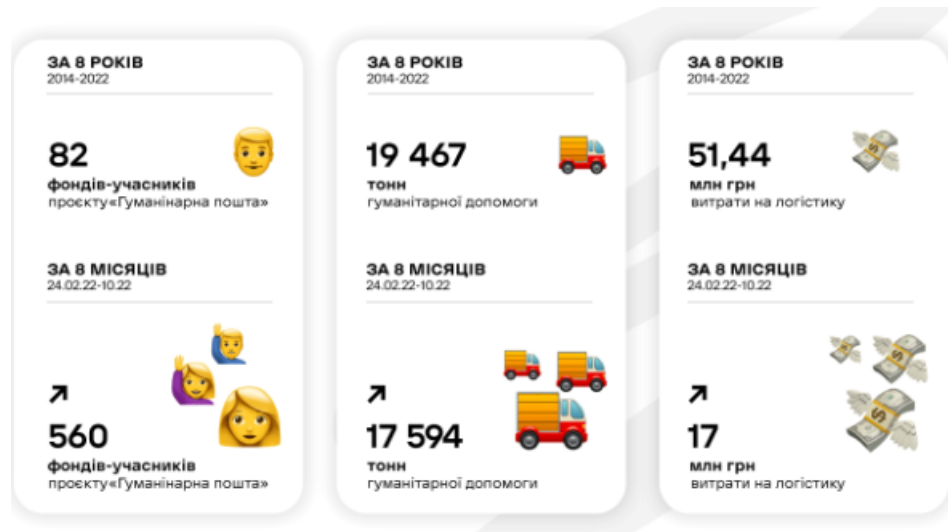 ЗА 8 РОКІВ
2014-2022
82
фондів-учасників
проєкту«Гуманінарна пошта»
ЗА 8 МІСЯЦІВ
24.02.22-10.22
560
фондів-учасників
проєкту«Гуманінарна пошта»
ЗА 8 РОКІВ
2014-2022
19 467
тонн
гуманітарної допомоги
ЗА 8 МІСЯЦІВ
24.02.22-10.22
17 594
тонн
гуманітарної допомоги
ЗА 8 РОКІВ
2014-2022
51,44
млн грн
витрати на логістику
ЗА 8 МІСЯЦІВ
24.02.22-10.22
17
млн грн
витрати на логістику